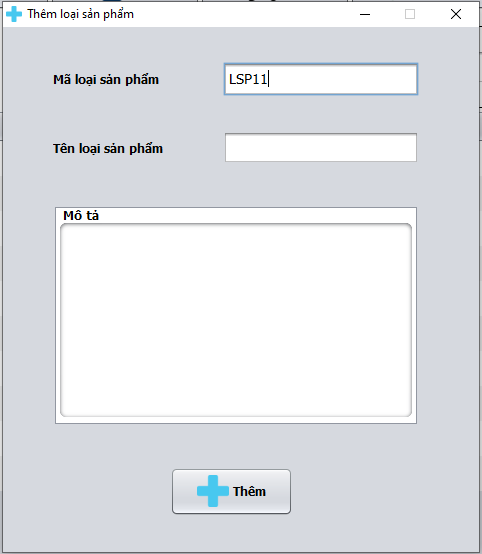 Thêm loại sản phẩm
Mã loại sản phẩm
LSP11
Tên loại sản phẩm
Mô tả
Thêm